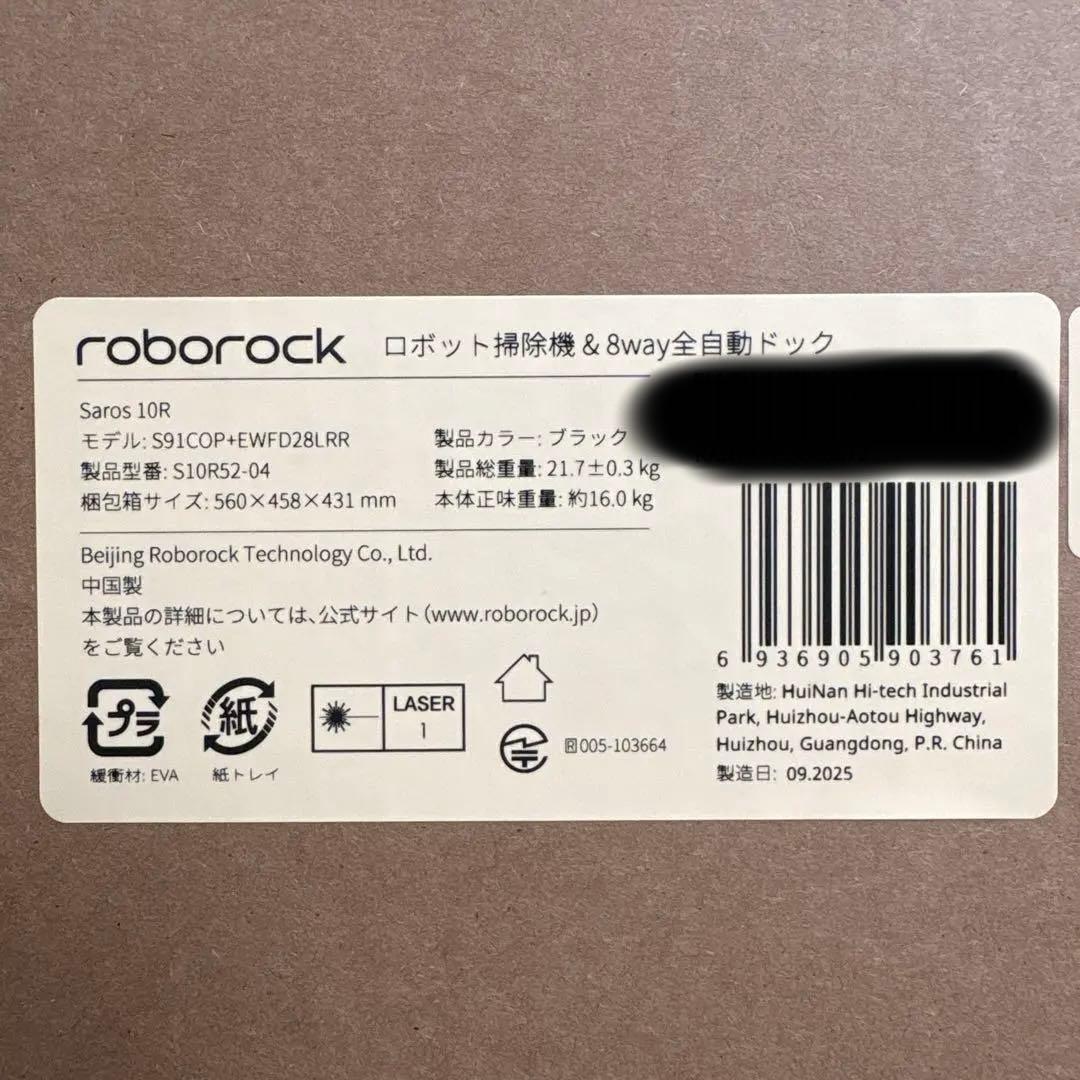 roborock ロボット掃除機 & 8way全自動ドック
Saros 10R
モデル: S91COP+EWFD28LRR 製品カラー: ブラック
製品型番: S10R52-04 製品総重量: 21.7±0.3 kg
梱包箱サイズ: 560×458×431 mm 本体正味重量: 約16.0 kg
Beijing Roborock Technology Co., Ltd.
中国製
本製品の詳細については、公式サイト(www.roborock.jp)
をご覧ください
プラ
緩衝材: EVA
紙
紙トレイ
LASER
1
R 005-103664
6 936905 903761
製造地: HuiNan Hi-tech Industrial
Park, Huizhou-Aotou Highway,
Huizhou, Guangdong, P.R. China
製造日: 09.2025